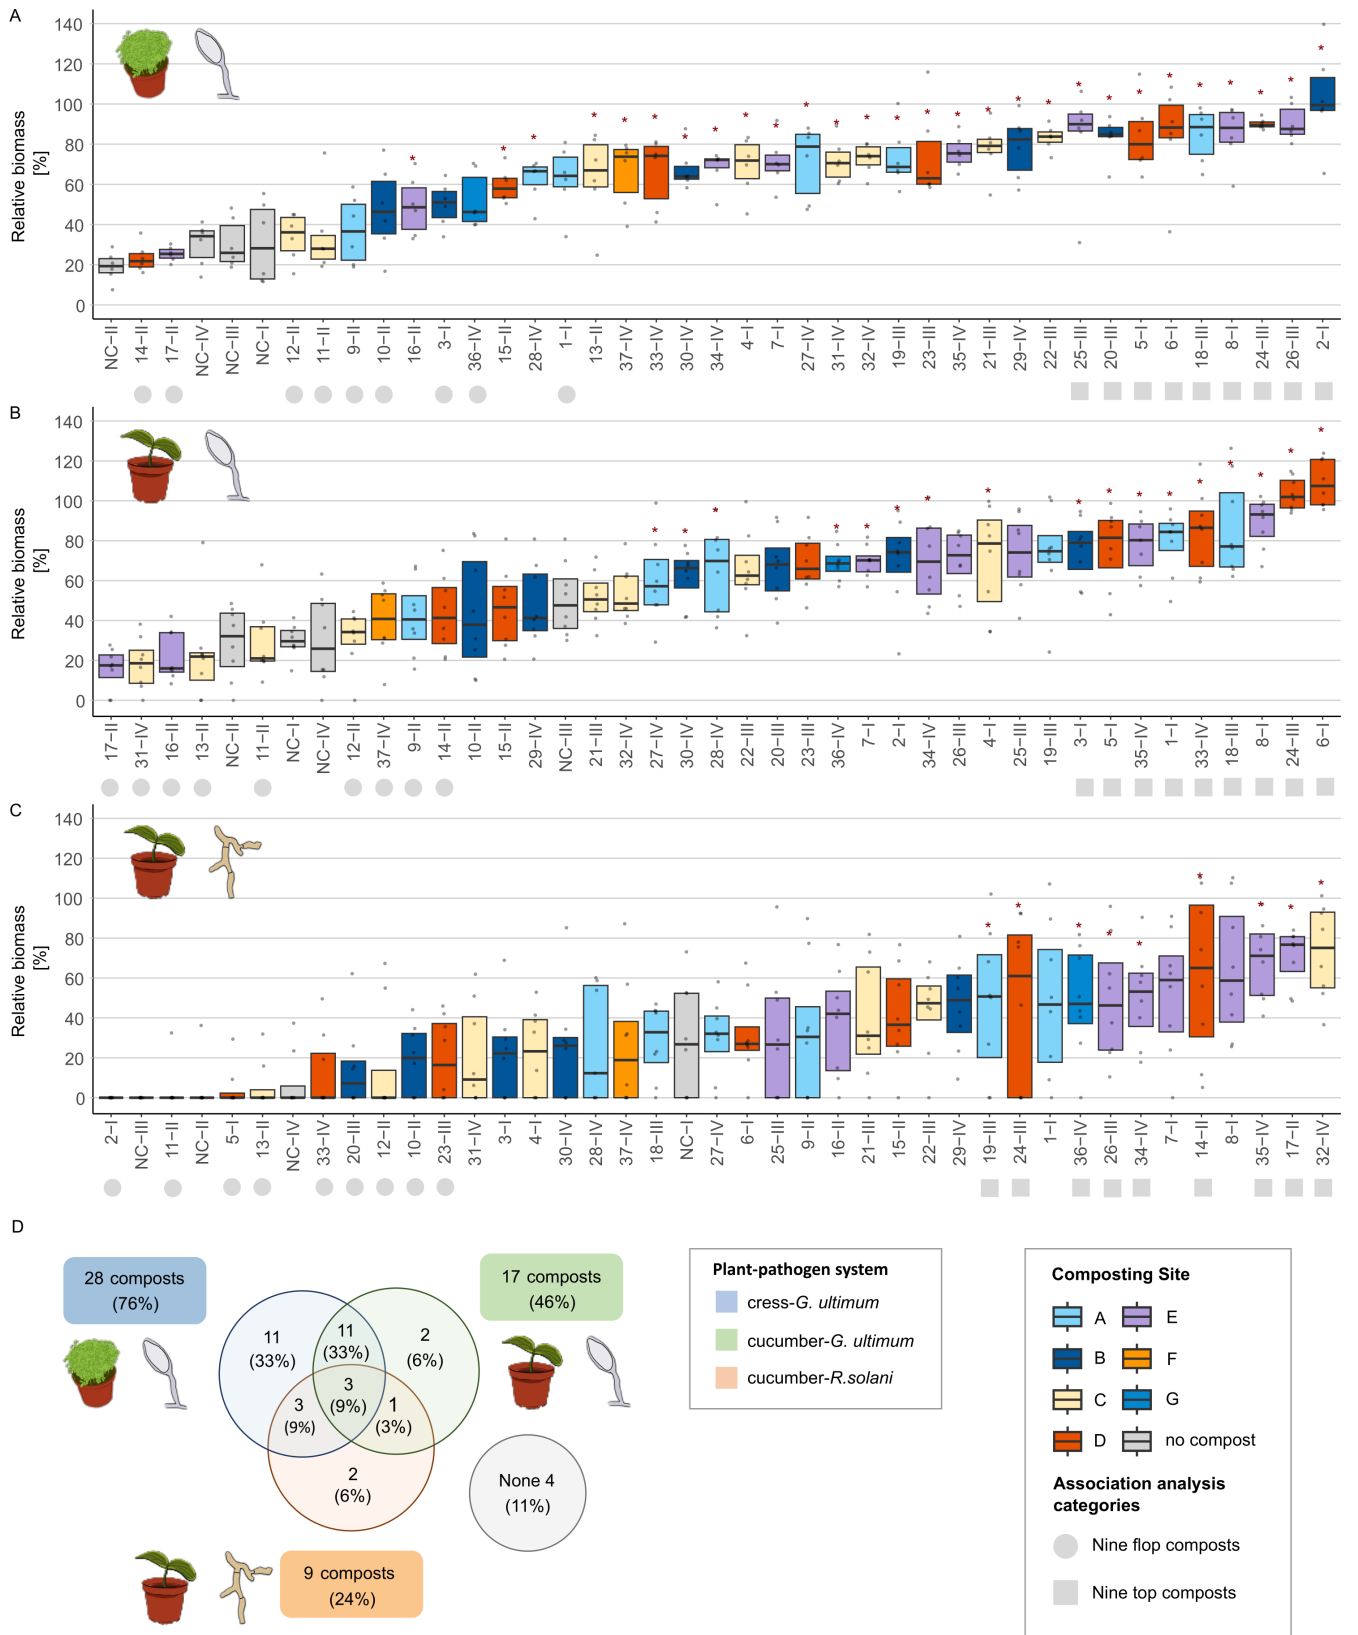 A
140
120
100
80
60
40
20
0
Relative biomass
[%]
NC−II 14−II 17−II NC−IV NC−III NC−I 12−II 11−II 9−II 10−II 16−II 3−I 36−IV 15−II 28−IV 1−I 13−II 37−IV 33−IV 30−IV 34−IV 4−I 7−I 27−IV 31−IV 32−IV 19−III 23−III 35−IV 21−III 29−IV 22−III 25−III 20−III 5−I 6−I 18−III 8−I 24−III 26−III 2−I
B
140
120
100
80
60
40
20
0
Relative biomass
[%]
17−II 31−IV 16−II 13−II NC−II 11−II NC−I NC−IV 12−II 37−IV 9−II 14−II 10−II 15−II 29−IV NC−III 21−III 32−IV 27−IV 30−IV 28−IV 22−III 20−III 23−III 36−IV 7−I 2−I 34−IV 26−III 4−I 25−III 19−III 3−I 5−I 35−IV 1−I 33−IV 18−III 8−I 24−III 6−I
C
140
120
100
80
60
40
20
0
Relative biomass
[%]
2−I NC−III 11−II NC−II 5−I 13−II NC−IV 33−IV 20−III 12−II 10−II 23−III 31−IV 3−I 4−I 30−IV 28−IV 37−IV 18−III NC−I 27−IV 6−I 25−III 9−II 16−II 21−III 15−II 22−III 29−IV 19−III 24−III 1−I 36−IV 26−III 34−IV 7−I 14−II 8−I 35−IV 17−II 32−IV
D
28 composts
(76%)
17 composts
(46%)
11
(33%)
11
(33%)
2
(6%)
3
(9%)
3
(9%)
1
(3%)
2
(6%)
None 4
(11%)
9 composts
(24%)
Plant-pathogen system
cress-G. ultimum
cucumber-G. ultimum
cucumber-R.solani
Composting Site
A E
B F
C G
D no compost
Association analysis
categories
Nine flop composts
Nine top composts